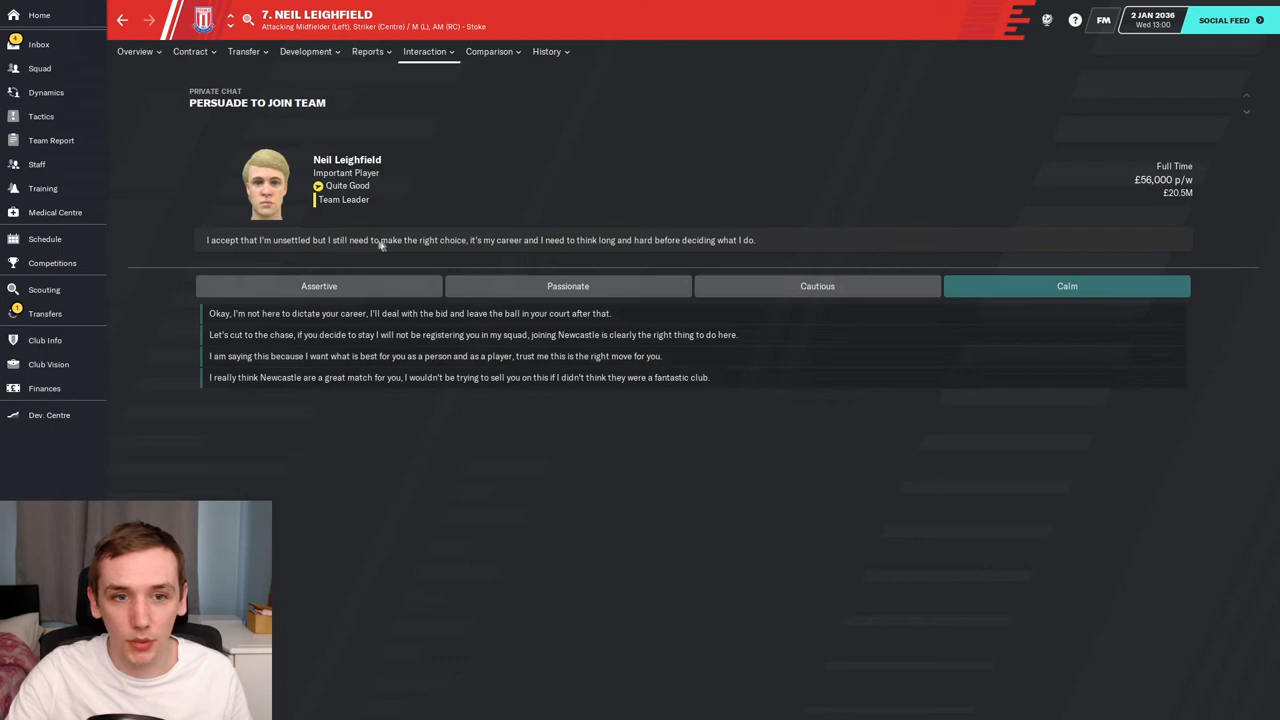 7. NEIL LEIGHFIELD
Attacking Midfielder (Left), Striker (Centre) / M (L), AM (RC) - Stoke
FM
2 JAN 2036
Wed 13:00
SOCIAL FEED
Home
4
Inbox
Squad
Dynamics
Tactics
Team Report
Staff
Training
Medical Centre
Schedule
Competitions
Scouting
1
Transfers
Club Info
Club Vision
Finances
Dev. Centre
Overview
Contract
Transfer
Development
Reports
Interaction
Comparison
History
PRIVATE CHAT
PERSUADE TO JOIN TEAM
Neil Leighfield
Important Player
Quite Good
Team Leader
Full Time
£56,000 p/w
£20.5M
I accept that I'm unsettled but I still need to make the right choice, it's my career and I need to think long and hard before deciding what I do.
Assertive
Passionate
Cautious
Calm
Okay, I'm not here to dictate your career, I'll deal with the bid and leave the ball in your court after that.
Let's cut to the chase, if you decide to stay I will not be registering you in my squad, joining Newcastle is clearly the right thing to do here.
I am saying this because I want what is best for you as a person and as a player, trust me this is the right move for you.
I really think Newcastle are a great match for you, I wouldn't be trying to sell you on this if I didn't think they were a fantastic club.